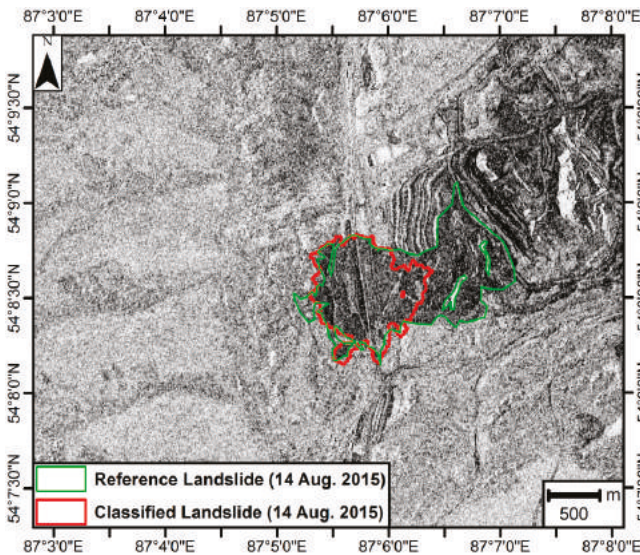 87°3'0"E 87°4'0"E 87°5'0"E 87°6'0"E 87°7'0"E 87°8'0"E
N
54°9'30"N
54°9'0"N
54°8'30"N
54°8'0"N
54°7'30"N
Reference Landslide (14 Aug. 2015)
Classified Landslide (14 Aug. 2015)
m
500
87°3'0"E 87°4'0"E 87°5'0"E 87°6'0"E 87°7'0"E 87°8'0"E